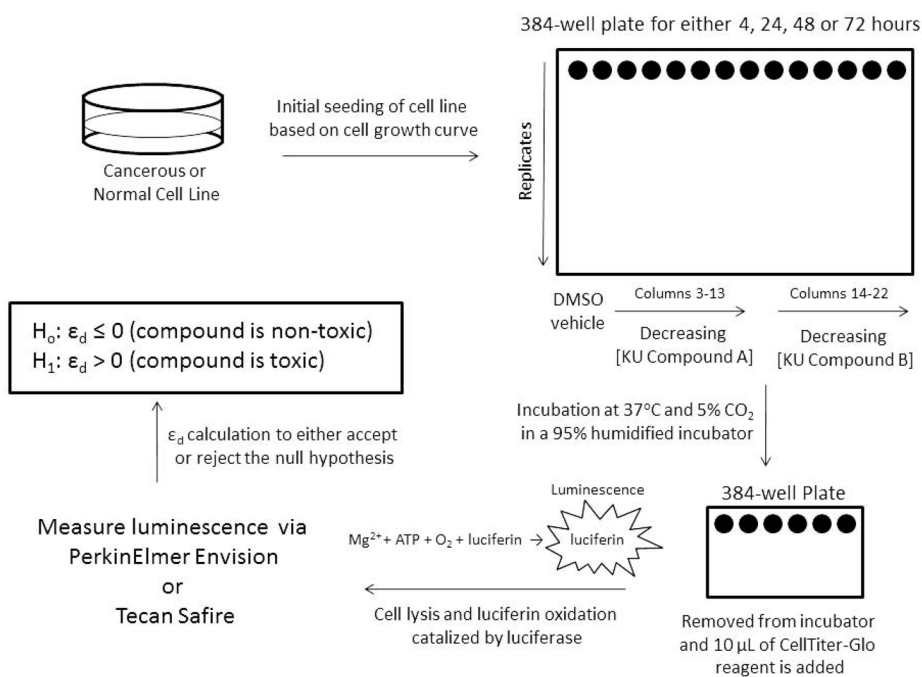 384-well plate for either 4, 24, 48 or 72 hours
Initial seeding of cell line
based on cell growth curve
Cancerous or
Normal Cell Line
Replicates
DMSO
vehicle
Columns 3-13
Decreasing
[KU Compound A]
Columns 14-22
Decreasing
[KU Compound B]
Incubation at 37°C and 5% CO₂
in a 95% humidified incubator
384-well Plate
Removed from incubator
and 10 µL of CellTiter-Glo
reagent is added
Luminescence
Mg²⁺ + ATP + O₂ + luciferin →
luciferin
Cell lysis and luciferin oxidation
catalized by luciferase
Measure luminescence via
PerkinElmer Envision
or
Tecan Safire
εd calculation to either accept
or reject the null hypothesis
Hₒ: εd ≤ 0 (compound is non-toxic)
H₁: εd > 0 (compound is toxic)